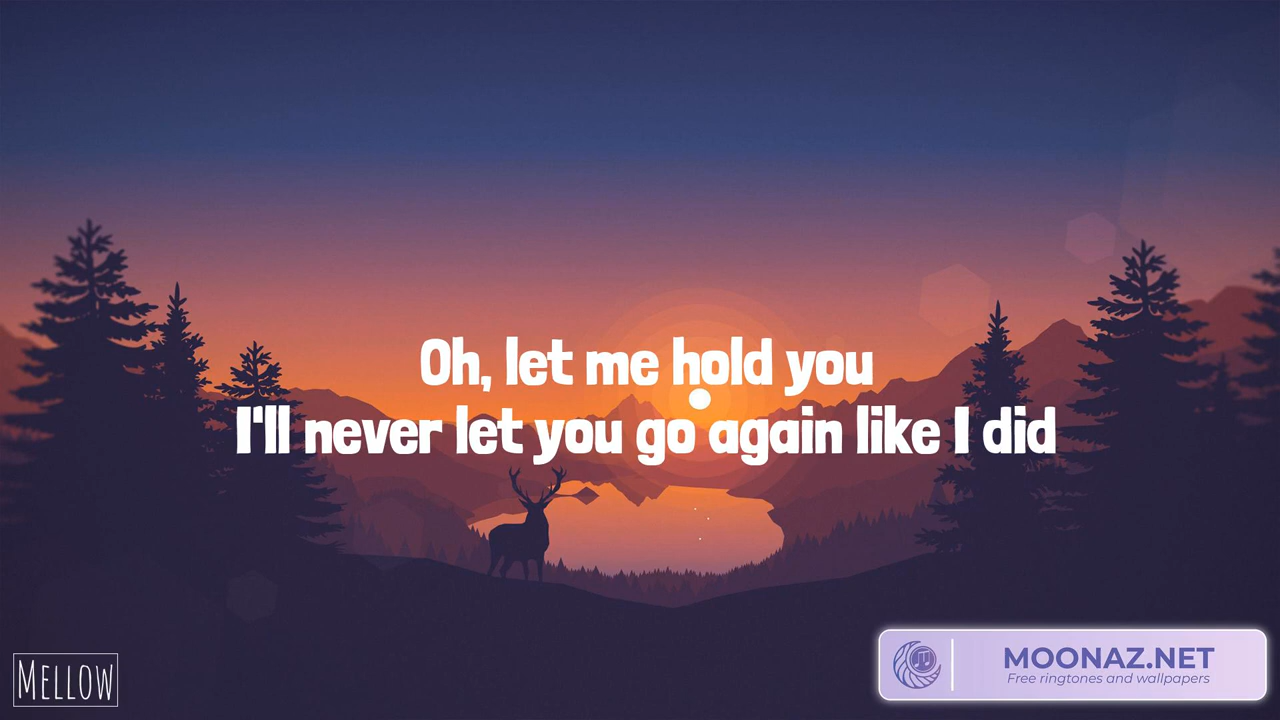 Oh, let me hold you
I'll never let you go again like I did
MELLOW
MOONAZ.NET
Free ringtones and wallpapers